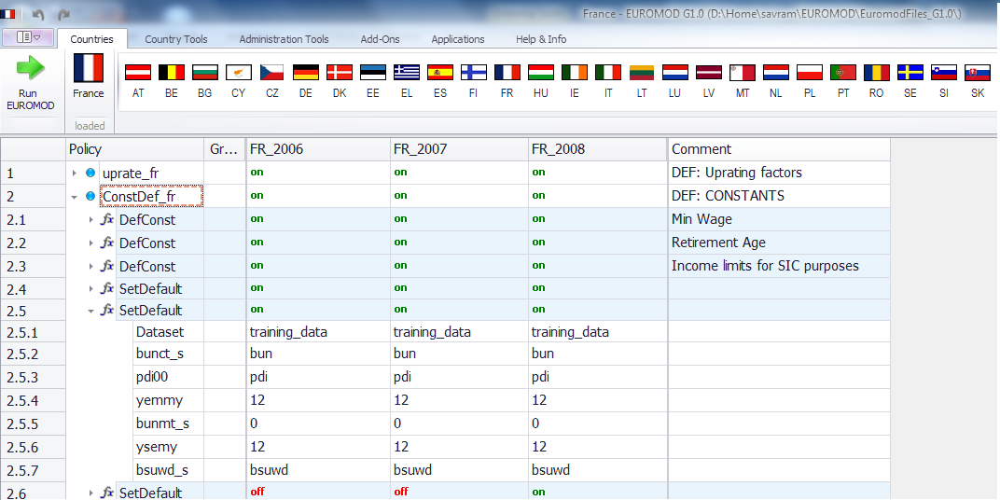 France - EUROMOD G1.0 (D:\Home\savram\EUROMOD\EuromodFiles_G1.0\)
Countries Country Tools Administration Tools Add-Ons Applications Help & Info
Run EUROMOD
France
loaded
AT BE BG CY CZ DE DK EE EL ES FI FR HU IE IT LT LU LV MT NL PL PT RO SE SI SK
Policy Gr... FR_2006 FR_2007 FR_2008 Comment
1 uprate_fr on on on DEF: Uprating factors
2 ConstDef_fr on on on DEF: CONSTANTS
2.1 fx DefConst on on on Min Wage
2.2 fx DefConst on on on Retirement Age
2.3 fx DefConst on on on Income limits for SIC purposes
2.4 fx SetDefault on on on
2.5 fx SetDefault on on on
2.5.1 Dataset training_data training_data training_data
2.5.2 bunct_s bun bun bun
2.5.3 pdi00 pdi pdi pdi
2.5.4 yemmy 12 12 12
2.5.5 bunmt_s 0 0 0
2.5.6 ysemy 12 12 12
2.5.7 bsuwd_s bsuwd bsuwd bsuwd
2.6 fx SetDefault off off on